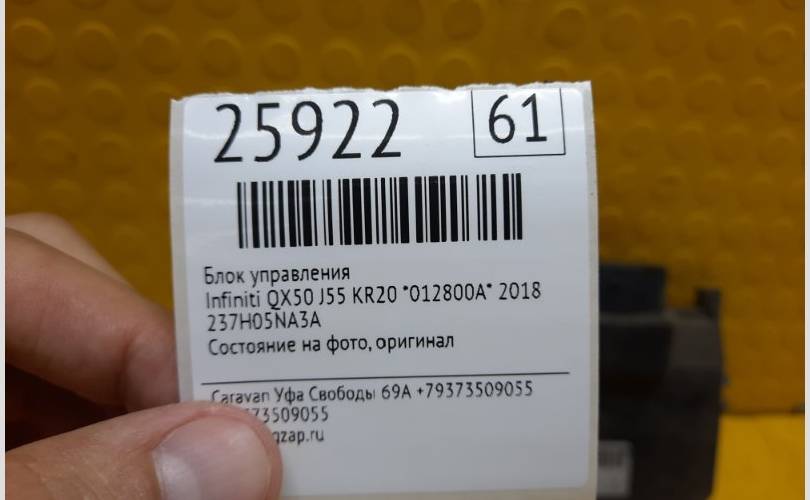 25922 61
Блок управления
Infiniti QX50 J55 KR20 *012800A* 2018
237H05NA3A
Состояние на фото, оригинал
Caravan Уфа Свободы 69А +79373509055
73509055
gzap.ru